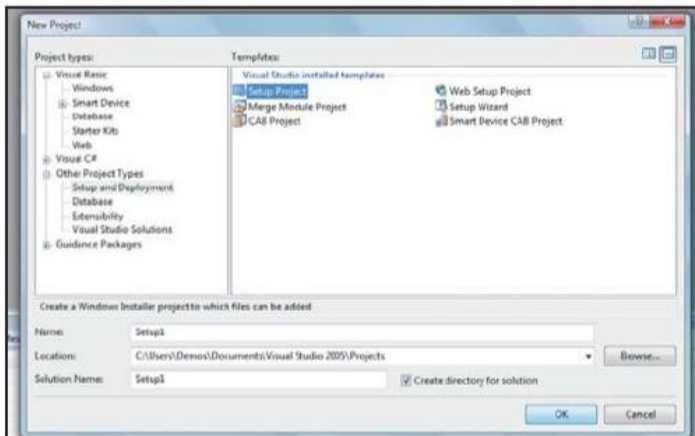 New Project
Project types:
Templates:
Visual Basic
Windows
Smart Device
Database
Starter Kits
Web
Visual C#
Other Project Types
Setup and Deployment
Database
Extensibility
Visual Studio Solutions
Guidance Packages
Visual Studio installed templates
Setup Project
Web Setup Project
Merge Module Project
Setup Wizard
CAB Project
Smart Device CAB Project
Create a Windows Installer project to which files can be added
Name:
Setup1
Location:
C:\Users\Demos\Documents\Visual Studio 2005\Projects
Browse...
Solution Name:
Setup1
Create directory for solution
OK
Cancel